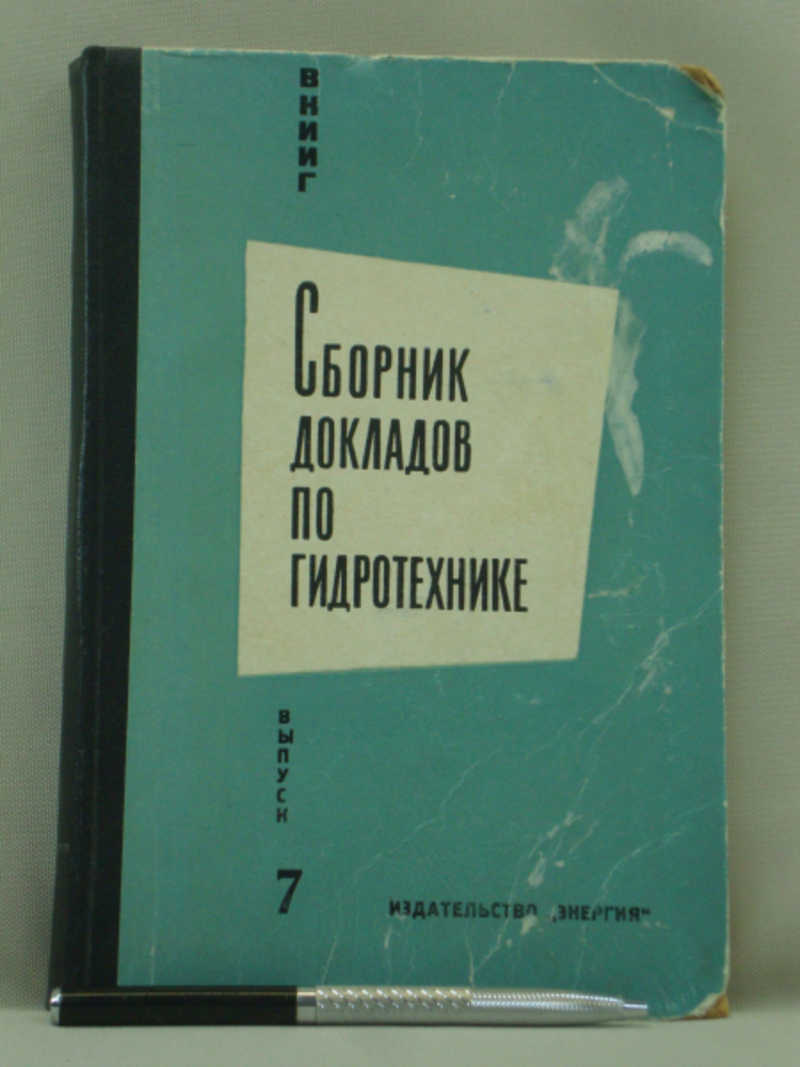 ВНИИГ
Сборник
докладов
по
гидротехнике
ВЫПУСК
7
ИЗДАТЕЛЬСТВО „ЭНЕРГИЯ"